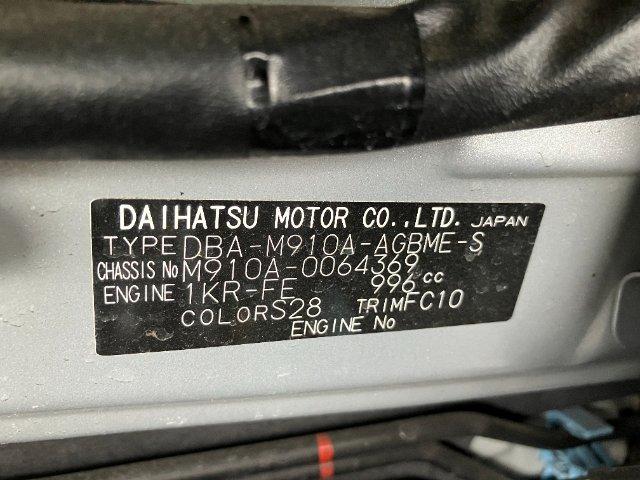 DAIHATSU MOTOR CO.,LTD. JAPAN
TYPE DBA-M910A-AGBME-S
CHASSIS No M910A-0064369
ENGINE 1KR-FE 996 cc
COLOR S28 TRIM FC10
ENGINE No